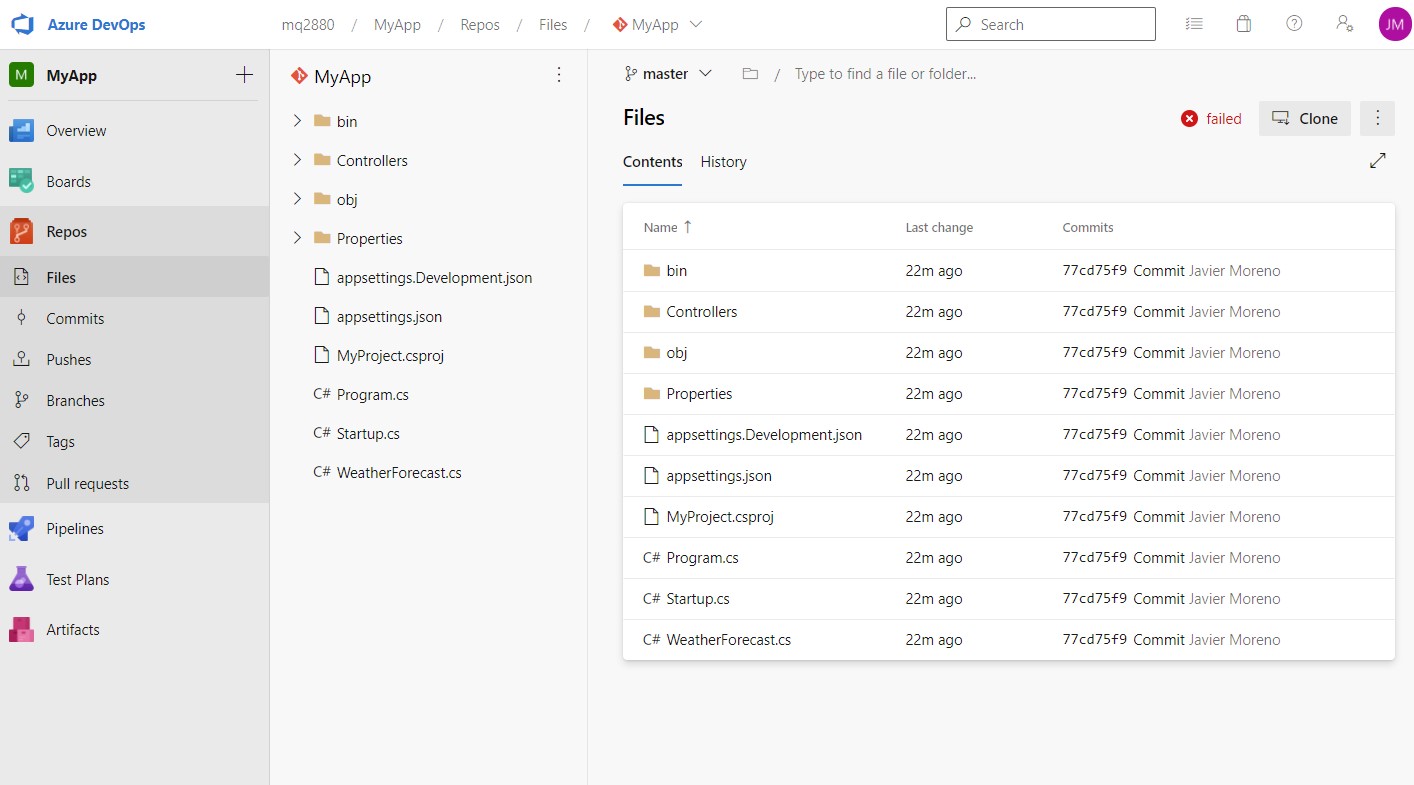 Azure DevOps
mq2880 / MyApp / Repos / Files / MyApp
Search
JM
M MyApp
Overview
Boards
Repos
Files
Commits
Pushes
Branches
Tags
Pull requests
Pipelines
Test Plans
Artifacts
MyApp
bin
Controllers
obj
Properties
appsettings.Development.json
appsettings.json
MyProject.csproj
C# Program.cs
C# Startup.cs
C# WeatherForecast.cs
master / Type to find a file or folder...
Files
failed
Clone
Contents History
Name Last change Commits
bin 22m ago 77cd75f9 Commit Javier Moreno
Controllers 22m ago 77cd75f9 Commit Javier Moreno
obj 22m ago 77cd75f9 Commit Javier Moreno
Properties 22m ago 77cd75f9 Commit Javier Moreno
appsettings.Development.json 22m ago 77cd75f9 Commit Javier Moreno
appsettings.json 22m ago 77cd75f9 Commit Javier Moreno
MyProject.csproj 22m ago 77cd75f9 Commit Javier Moreno
C# Program.cs 22m ago 77cd75f9 Commit Javier Moreno
C# Startup.cs 22m ago 77cd75f9 Commit Javier Moreno
C# WeatherForecast.cs 22m ago 77cd75f9 Commit Javier Moreno